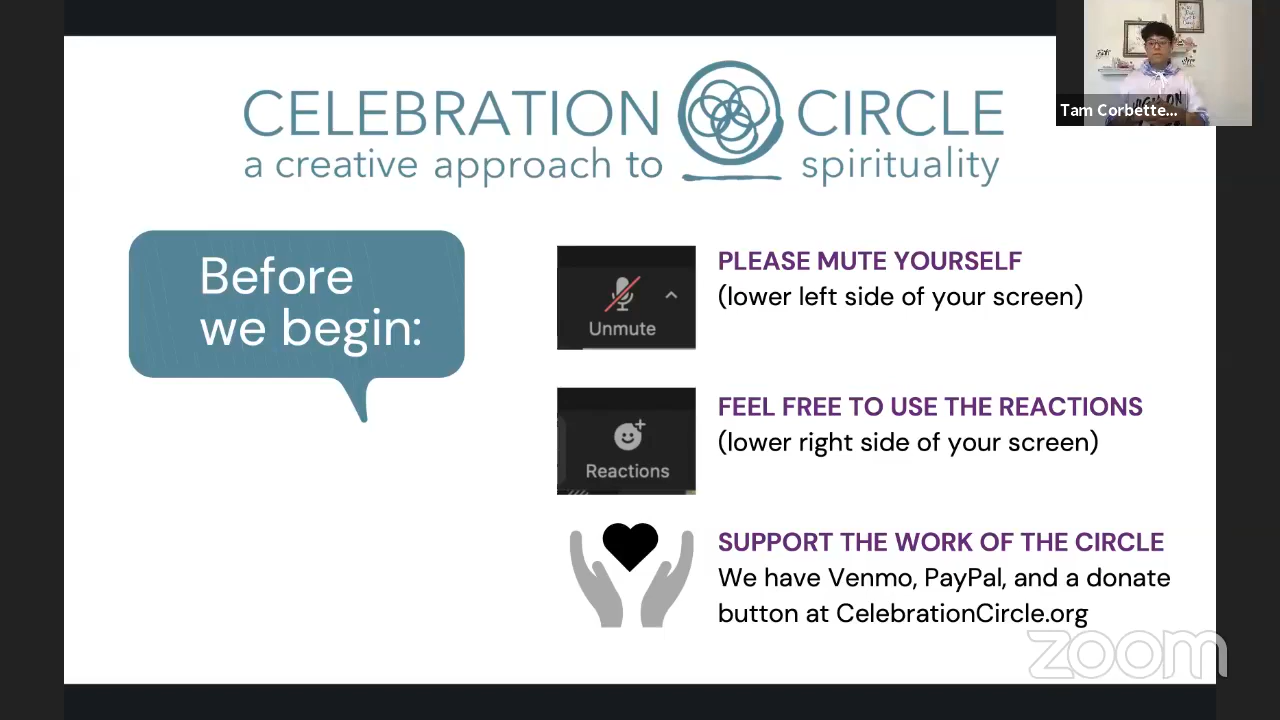 CELEBRATION CIRCLE
a creative approach to spirituality
Tam Corbette...
Before
we begin:
Unmute
PLEASE MUTE YOURSELF
(lower left side of your screen)
Reactions
FEEL FREE TO USE THE REACTIONS
(lower right side of your screen)
SUPPORT THE WORK OF THE CIRCLE
We have Venmo, PayPal, and a donate
button at CelebrationCircle.org
zoom